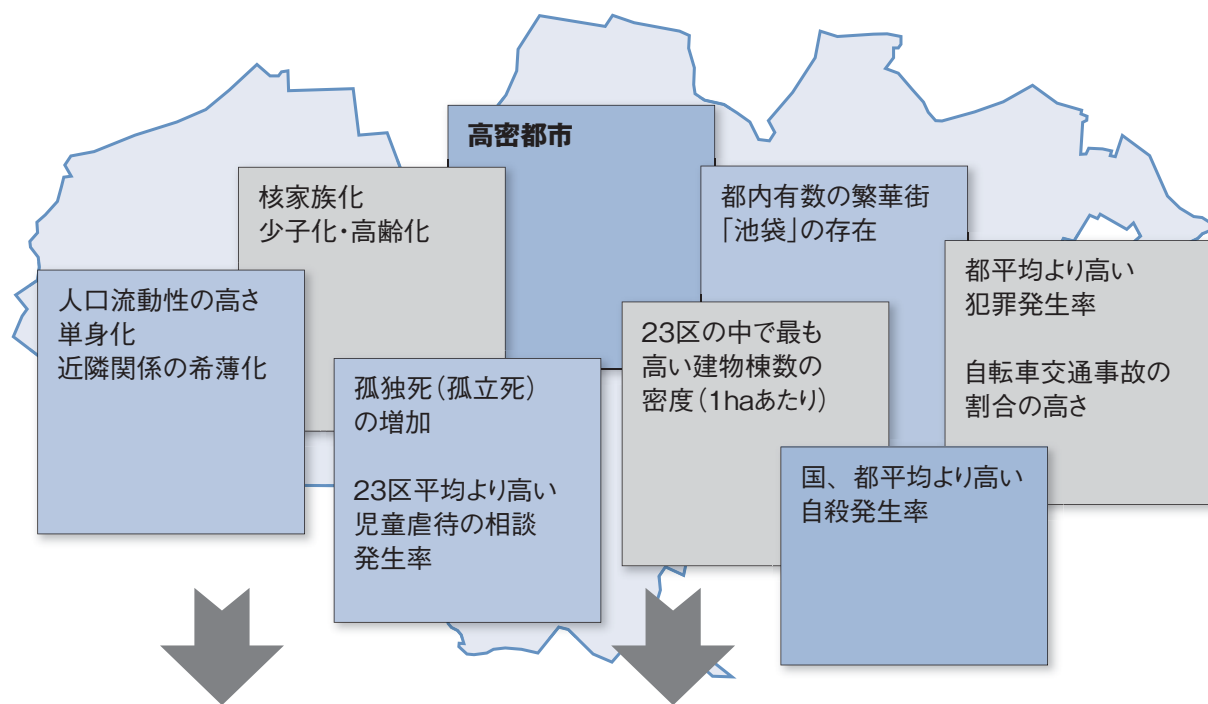 高密都市
核家族化
少子化・高齢化
都内有数の繁華街
「池袋」の存在
人口流動性の高さ
単身化
近隣関係の希薄化
都平均より高い
犯罪発生率
自転車交通事故の
割合の高さ
孤独死(孤立死)
の増加
23区平均より高い
児童虐待の相談
発生率
23区の中で最も
高い建物棟数の
密度(1haあたり)
国、都平均より高い
自殺発生率